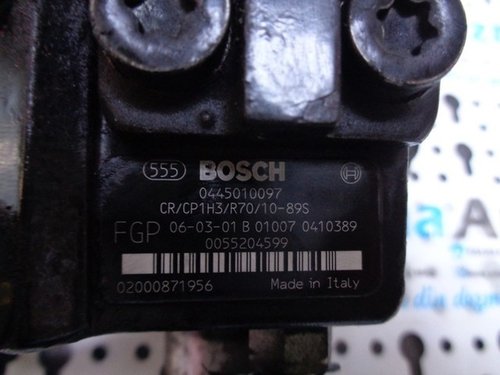 555 BOSCH
0445010097
CR/CP1H3/R70/10-89S
FGP 06-03-01 B 01007 0410389
0055204599
02000871956 Made in Italy